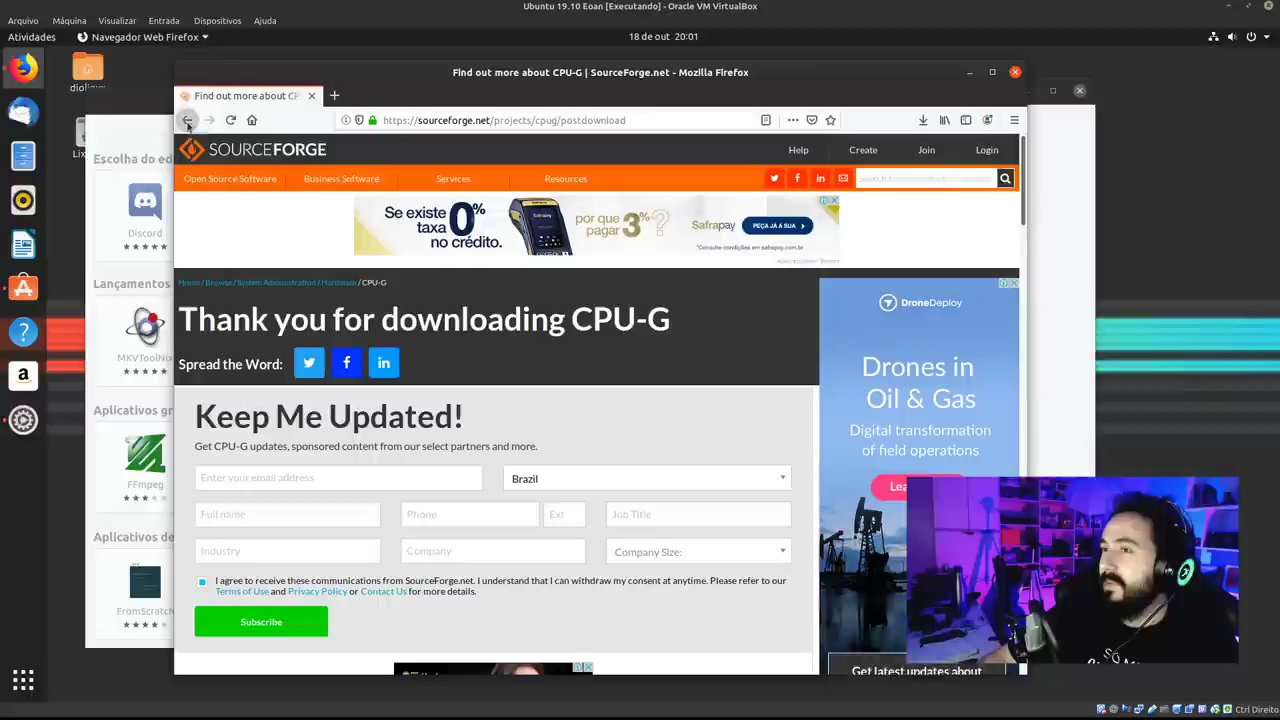 Ubuntu 19.10 Eoan [Executando] - Oracle VM VirtualBox
Arquivo Máquina Visualizar Entrada Dispositivos Ajuda
Atividades Navegador Web Firefox 18 de out 20:01
diolinux
Find out more about CPU-G | SourceForge.net - Mozilla Firefox
Find out more about CP
https://sourceforge.net/projects/cpug/postdownload
SOURCEFORGE
Help Create Join Login
Open Source Software Business Software Services Resources
Se existe
taxa 0%
no crédito.
por que
pagar 3%?
Safrapay
PEÇA JÁ A SUA
*Consulte condições em safrapay.com.br
Home / Browse / System Administration / Hardware / CPU-G
Thank you for downloading CPU-G
Spread the Word:
Keep Me Updated!
Get CPU-G updates, sponsored content from our select partners and more.
Enter your email address Brazil
Full name Phone Ext Job Title
Industry Company Company Size:
I agree to receive these communications from SourceForge.net. I understand that I can withdraw my consent at anytime. Please refer to our
Terms of Use and Privacy Policy or Contact Us for more details.
Subscribe
DroneDeploy
Drones in
Oil & Gas
Digital transformation
of field operations
Lea
Get latest updates about
Escolha do ed
Discord
Lançamentos
MKVToolNix
Aplicativos gr
FFmpeg
Aplicativos de
FromScratch
Lix
Ctrl Direito